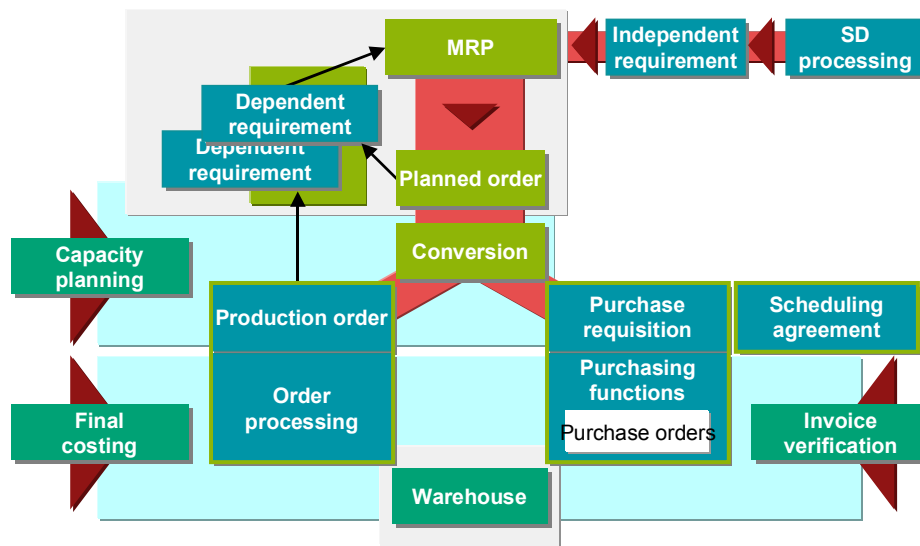 MRP
Independent
requirement
SD
processing
Dependent
requirement
Dependent
requirement
Planned order
Capacity
planning
Conversion
Production order
Purchase
requisition
Scheduling
agreement
Order
processing
Purchasing
functions
Purchase orders
Final
costing
Invoice
verification
Warehouse